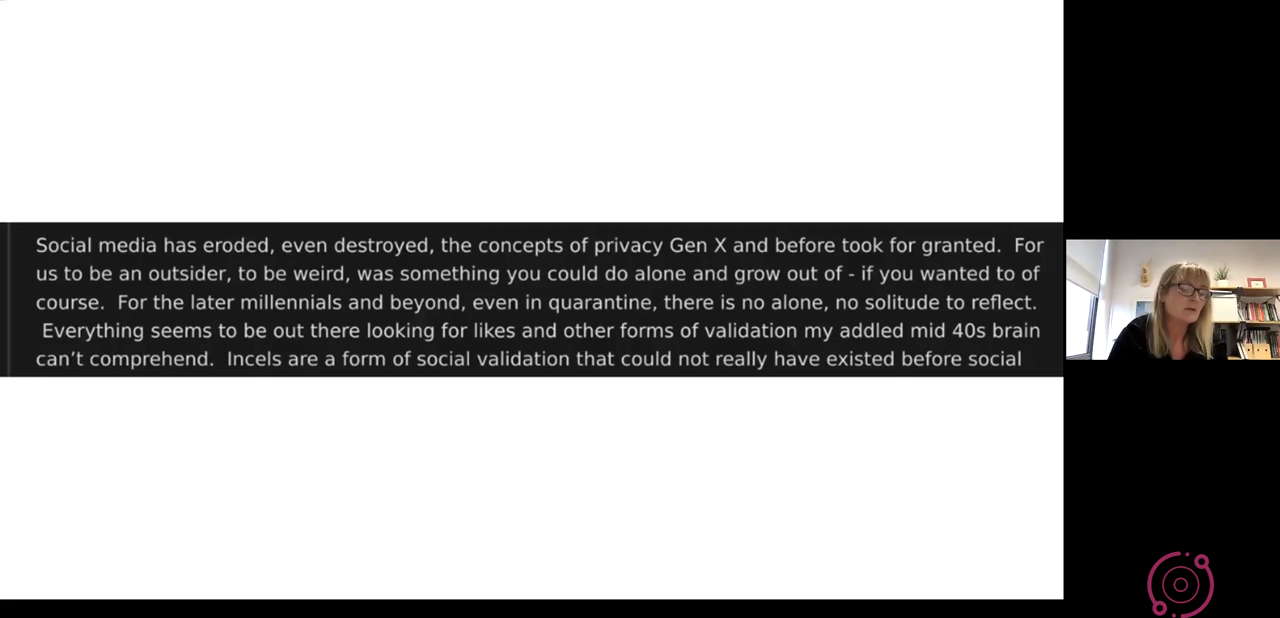 Social media has eroded, even destroyed, the concepts of privacy Gen X and before took for granted.  For
us to be an outsider, to be weird, was something you could do alone and grow out of - if you wanted to of
course.  For the later millennials and beyond, even in quarantine, there is no alone, no solitude to reflect.
Everything seems to be out there looking for likes and other forms of validation my addled mid 40s brain
can’t comprehend.  Incels are a form of social validation that could not really have existed before social